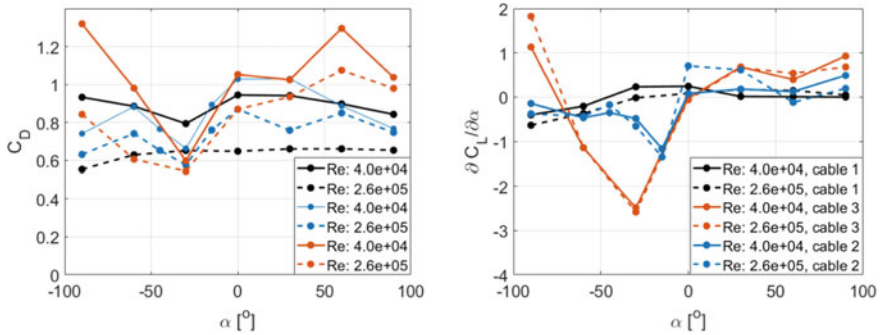 1.4
1.2
1
0.8
0.6
0.4
0.2
0
C_D
-100
-50
0
50
100
α [°]
Re: 4.0e+04
Re: 2.6e+05
Re: 4.0e+04
Re: 2.6e+05
Re: 4.0e+04
Re: 2.6e+05
2
1
0
-1
-2
-3
-4
∂ C_L/∂α
-100
-50
0
50
100
α [°]
Re: 4.0e+04, cable 1
Re: 2.6e+05, cable 1
Re: 4.0e+04, cable 3
Re: 2.6e+05, cable 3
Re: 4.0e+04, cable 2
Re: 2.6e+05, cable 2